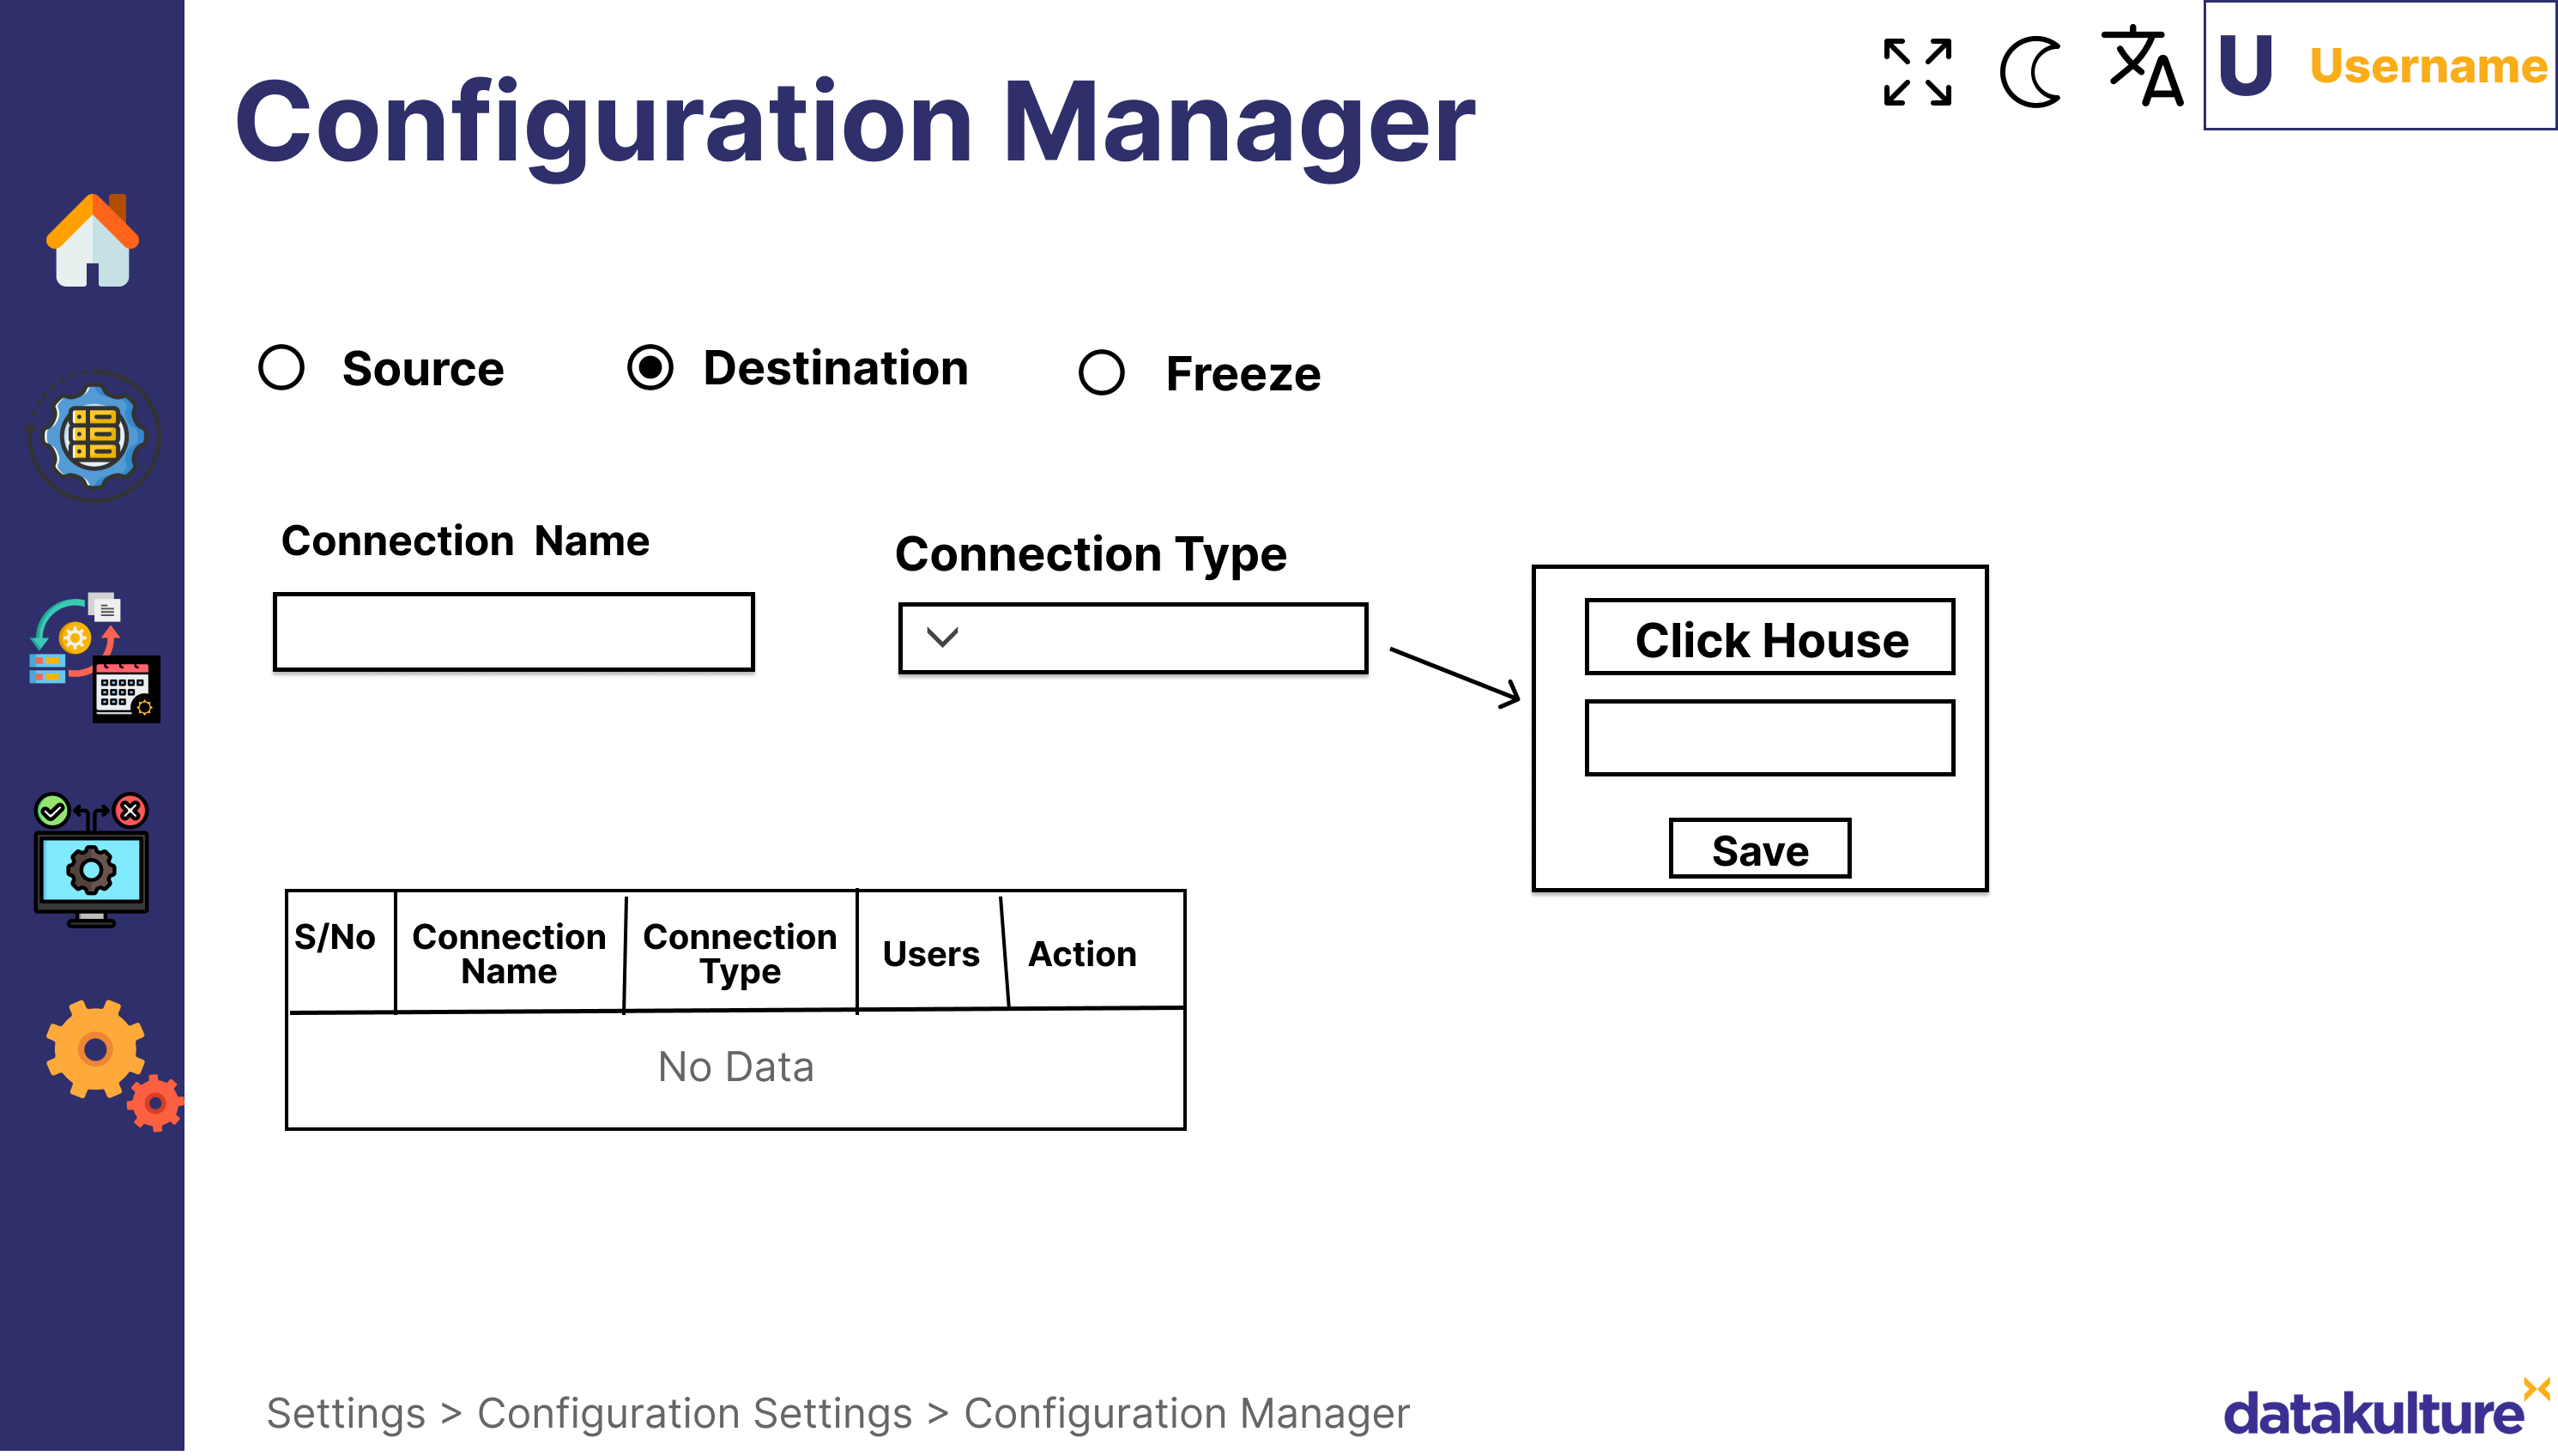 U Username
Configuration Manager
Source Destination Freeze
Connection Name
Connection Type
Click House
Save
S/No Connection Name Connection Type Users Action
No Data
Settings > Configuration Settings > Configuration Manager
datakulture